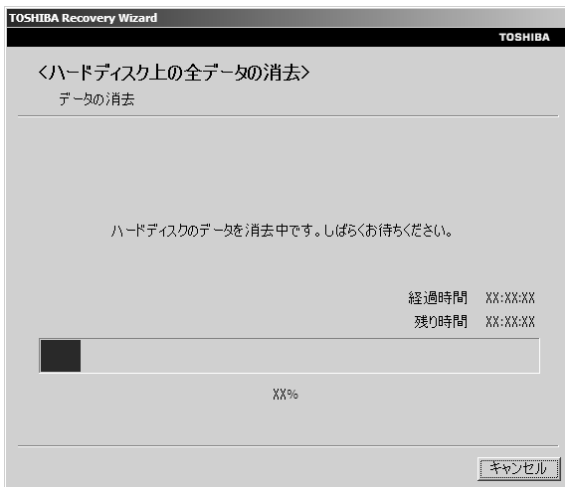 TOSHIBA Recovery Wizard
TOSHIBA
<ハードディスク上の全データの消去>
データの消去
ハードディスクのデータを消去中です。しばらくお待ちください。
経過時間 XX:XX:XX
残り時間 XX:XX:XX
XX%
キャンセル